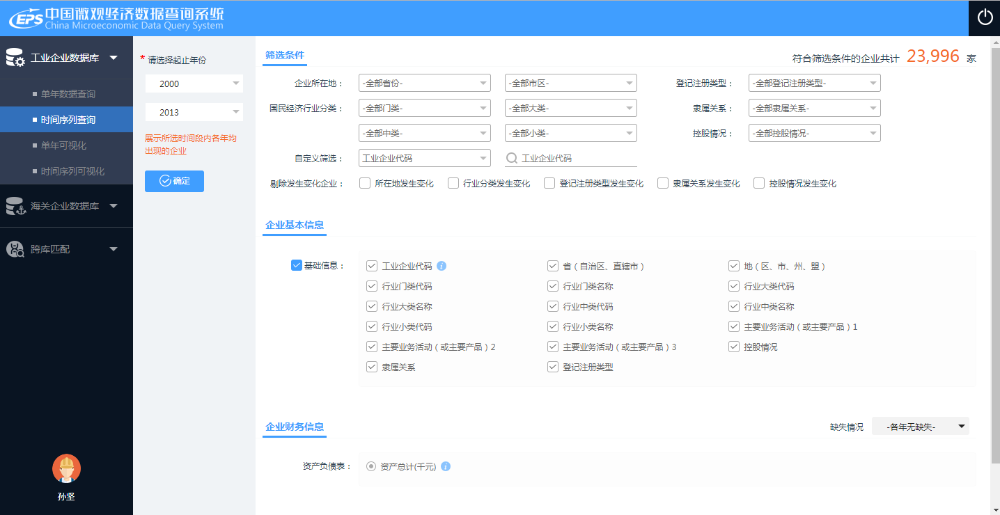 EPS 中国微观经济数据查询系统
China Microeconomic Data Query System
工业企业数据库
单年数据查询
时间序列查询
单年可视化
时间序列可视化
海关企业数据库
跨库匹配
孙坚
* 请选择起止年份
2000
2013
展示所选时间段内各年均
出现的企业
确定
筛选条件
符合筛选条件的企业共计 23,996 家
企业所在地： -全部省份- -全部市区- 登记注册类型： -全部登记注册类型-
国民经济行业分类： -全部门类- -全部大类- 隶属关系： -全部隶属关系-
-全部中类- -全部小类- 控股情况： -全部控股情况-
自定义筛选： 工业企业代码 工业企业代码
剔除发生变化企业： 所在地发生变化 行业分类发生变化 登记注册类型发生变化 隶属关系发生变化 控股情况发生变化
企业基本信息
基础信息： 工业企业代码 i 省（自治区、直辖市） 地（区、市、州、盟）
行业门类代码 行业门类名称 行业大类代码
行业大类名称 行业中类代码 行业中类名称
行业小类代码 行业小类名称 主要业务活动（或主要产品）1
主要业务活动（或主要产品）2 主要业务活动（或主要产品）3 控股情况
隶属关系 登记注册类型
企业财务信息
缺失情况 -各年无缺失-
资产负债表： 资产总计(千元) i